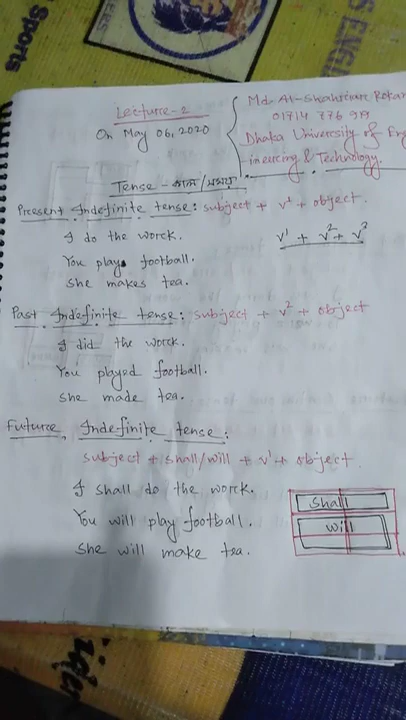 Lecture-2
On May 06, 2020
Md. Al-Shahriar
01714 776 919
Dhaka University of
ineering & Technology.
Tense - কাল/সময়
Present Indefinite tense: subject + v¹ + object.
I do the work.
v¹ + v² + v³
You play football.
She makes tea.
Past Indefinite tense: subject + v² + object
I did the work.
You played football.
She made tea.
Future Indefinite tense:
subject + shall/will + v¹ + object.
I shall do the work.
You will play football.
She will make tea.
Shall
Will
Sports